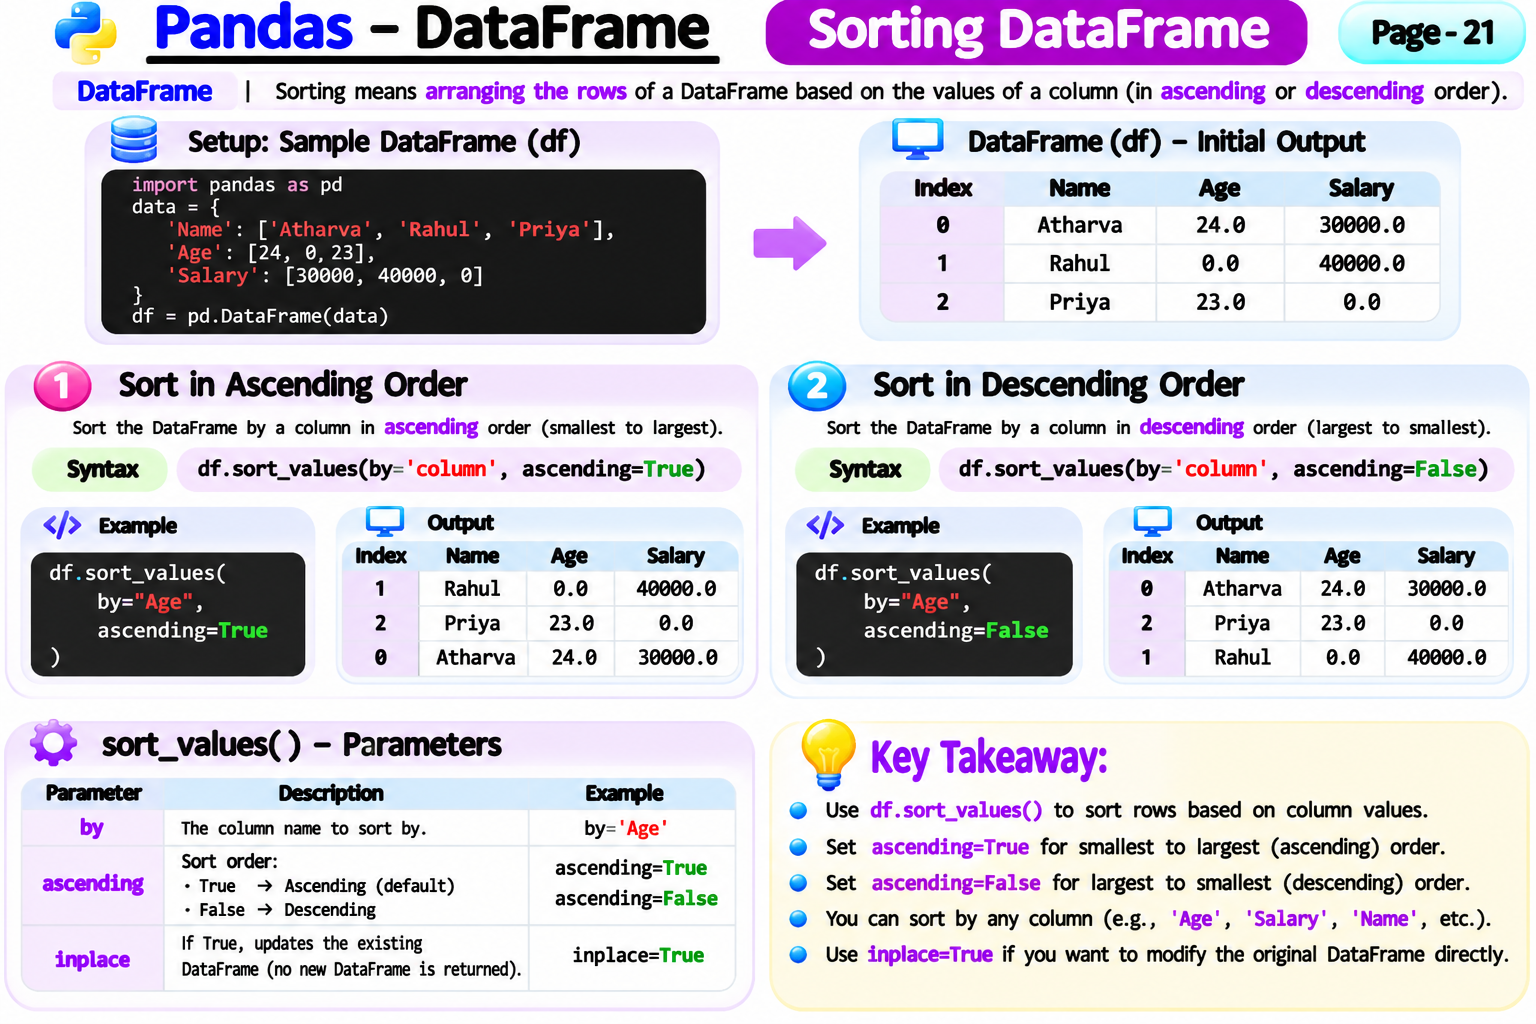 Pandas – DataFrame
Sorting DataFrame
Page - 21
DataFrame | Sorting means arranging the rows of a DataFrame based on the values of a column (in ascending or descending order).
Setup: Sample DataFrame (df)
import pandas as pd
data = {
'Name': ['Atharva', 'Rahul', 'Priya'],
'Age': [24, 0, 23],
'Salary': [30000, 40000, 0]
}
df = pd.DataFrame(data)
DataFrame (df) – Initial Output
Index Name Age Salary
0 Atharva 24.0 30000.0
1 Rahul 0.0 40000.0
2 Priya 23.0 0.0
1 Sort in Ascending Order
Sort the DataFrame by a column in ascending order (smallest to largest).
Syntax df.sort_values(by='column', ascending=True)
</> Example
df.sort_values(
by="Age",
ascending=True
)
Output
Index Name Age Salary
1 Rahul 0.0 40000.0
2 Priya 23.0 0.0
0 Atharva 24.0 30000.0
2 Sort in Descending Order
Sort the DataFrame by a column in descending order (largest to smallest).
Syntax df.sort_values(by='column', ascending=False)
</> Example
df.sort_values(
by="Age",
ascending=False
)
Output
Index Name Age Salary
0 Atharva 24.0 30000.0
2 Priya 23.0 0.0
1 Rahul 0.0 40000.0
sort_values( ) – Parameters
Parameter Description Example
by The column name to sort by. by='Age'
ascending Sort order:
• True → Ascending (default) ascending=True
• False → Descending ascending=False
inplace If True, updates the existing
DataFrame (no new DataFrame is returned). inplace=True
Key Takeaway:
Use df.sort_values() to sort rows based on column values.
Set ascending=True for smallest to largest (ascending) order.
Set ascending=False for largest to smallest (descending) order.
You can sort by any column (e.g., 'Age', 'Salary', 'Name', etc.).
Use inplace=True if you want to modify the original DataFrame directly.